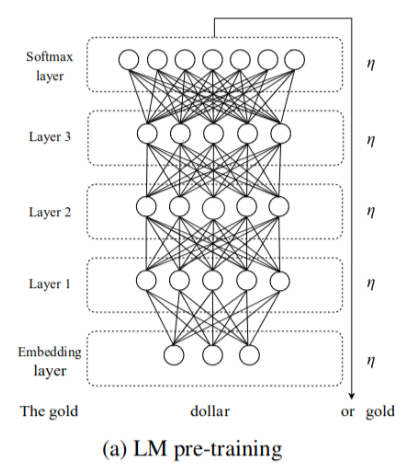 Softmax
layer
η
Layer 3
η
Layer 2
η
Layer 1
η
Embedding
layer
η
The gold dollar or gold
(a) LM pre-training